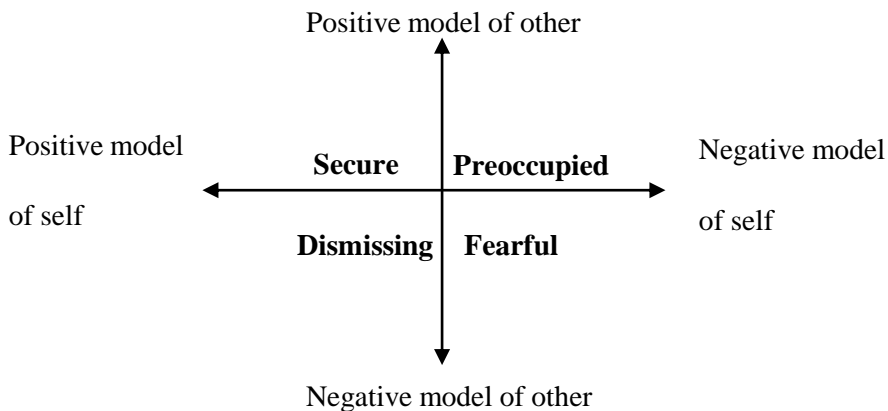 Positive model of other
Positive model
of self
Secure
Preoccupied
Negative model
of self
Dismissing
Fearful
Negative model of other